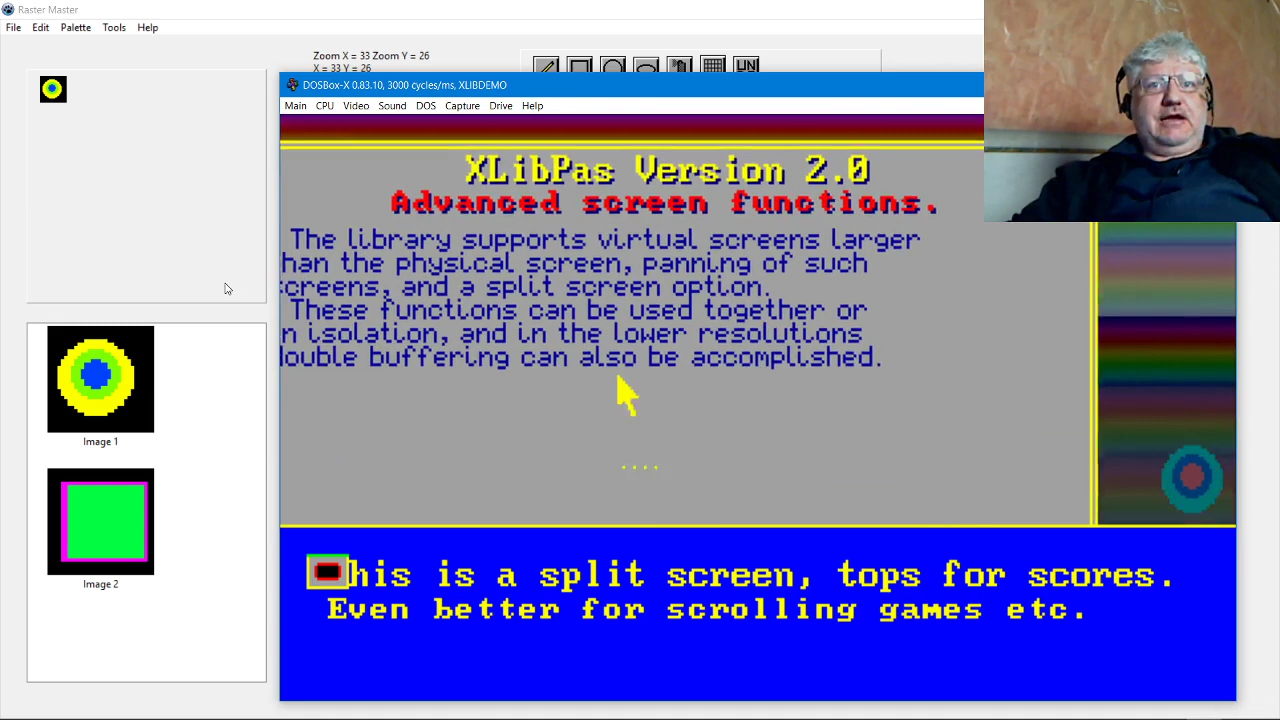 Raster Master
File Edit Palette Tools Help
Zoom X = 33 Zoom Y = 26
X = 33 Y = 26
UN
DOSBox-X 0.83.10, 3000 cycles/ms, XLIBDEMO
Main CPU Video Sound DOS Capture Drive Help
XLibPas Version 2.0
Advanced screen functions.
The library supports virtual screens larger
han the physical screen, panning of such
creens, and a split screen option.
These functions can be used together or
n isolation, and in the lower resolutions
double buffering can also be accomplished.
....
his is a split screen, tops for scores.
Even better for scrolling games etc.
Image 1
Image 2